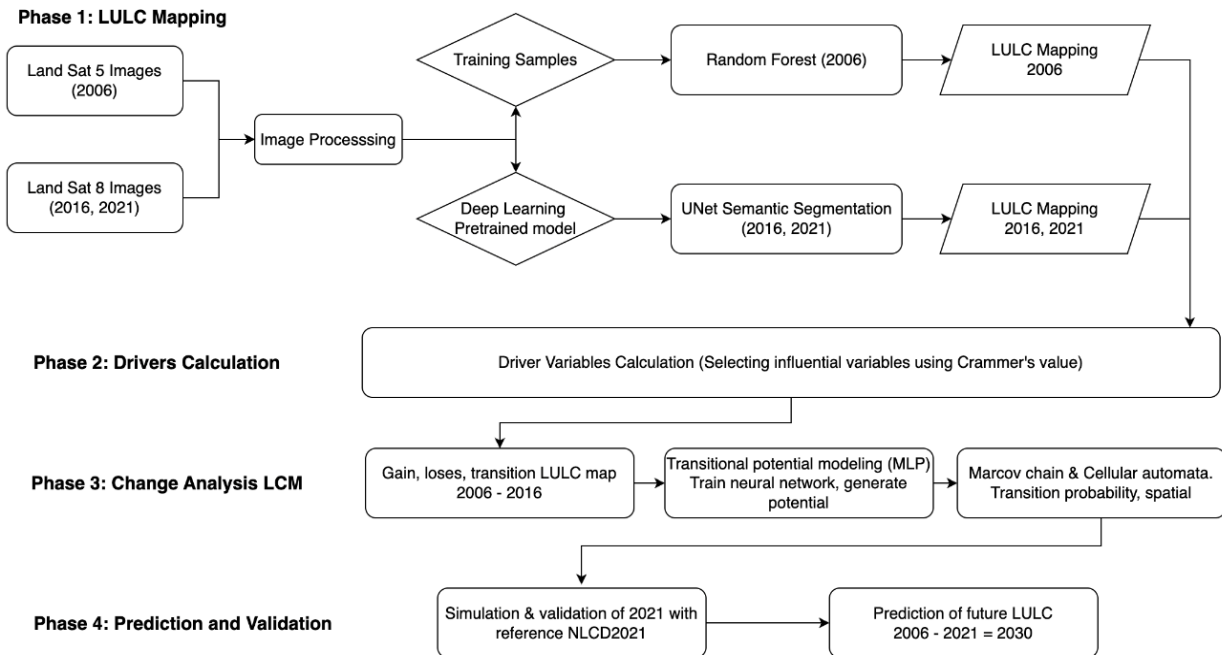 Phase 1: LULC Mapping
Land Sat 5 Images
(2006)
Land Sat 8 Images
(2016, 2021)
Image Processsing
Training Samples
Random Forest (2006)
LULC Mapping
2006
Deep Learning
Pretrained model
UNet Semantic Segmentation
(2016, 2021)
LULC Mapping
2016, 2021
Phase 2: Drivers Calculation
Driver Variables Calculation (Selecting influential variables using Crammer's value)
Phase 3: Change Analysis LCM
Gain, loses, transition LULC map
2006 - 2016
Transitional potential modeling (MLP)
Train neural network, generate
potential
Marcov chain & Cellular automata.
Transition probability, spatial
Phase 4: Prediction and Validation
Simulation & validation of 2021 with
reference NLCD2021
Prediction of future LULC
2006 - 2021 = 2030